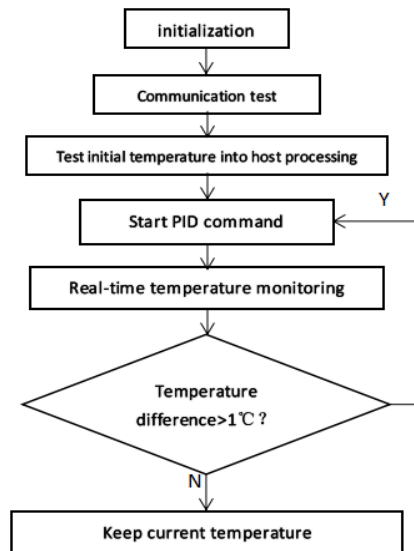 initialization
Communication test
Test initial temperature into host processing
Y
Start PID command
Real-time temperature monitoring
Temperature
difference>1℃?
N
Keep current temperature